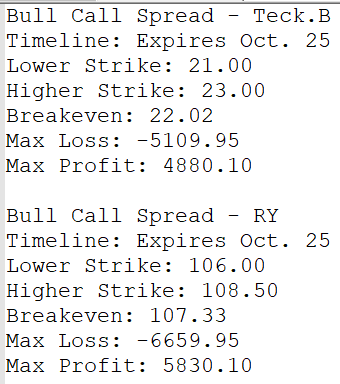 Bull Call Spread - Teck.B
Timeline: Expires Oct. 25
Lower Strike: 21.00
Higher Strike: 23.00
Breakeven: 22.02
Max Loss: -5109.95
Max Profit: 4880.10
Bull Call Spread - RY
Timeline: Expires Oct. 25
Lower Strike: 106.00
Higher Strike: 108.50
Breakeven: 107.33
Max Loss: -6659.95
Max Profit: 5830.10